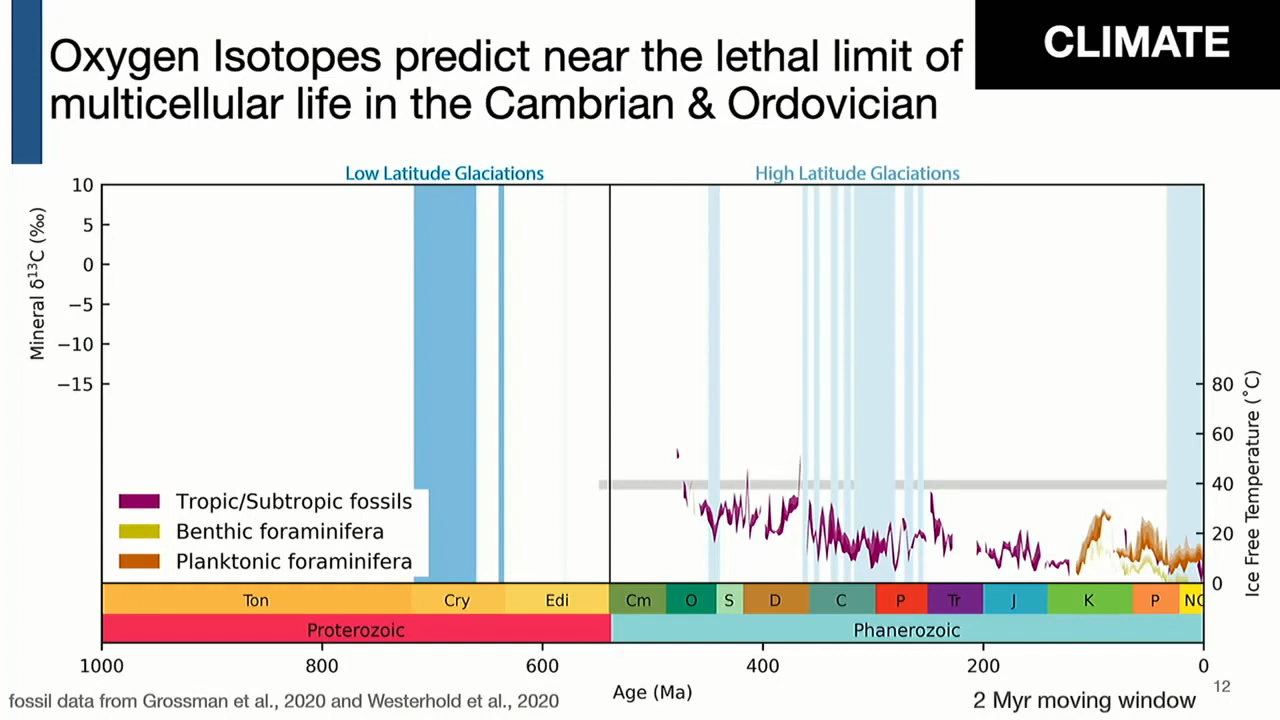 Oxygen Isotopes predict near the lethal limit of
multicellular life in the Cambrian & Ordovician
CLIMATE
Low Latitude Glaciations
High Latitude Glaciations
Mineral δ¹³C (‰)
10
5
0
−5
−10
−15
80
60
40
20
0
Ice Free Temperature (˚C)
Tropic/Subtropic fossils
Benthic foraminifera
Planktonic foraminifera
Ton Cry Edi Cm O S D C P Tr J K P
Proterozoic Phanerozoic
1000 800 600 400 200 0
Age (Ma)
fossil data from Grossman et al., 2020 and Westerhold et al., 2020
2 Myr moving window
12